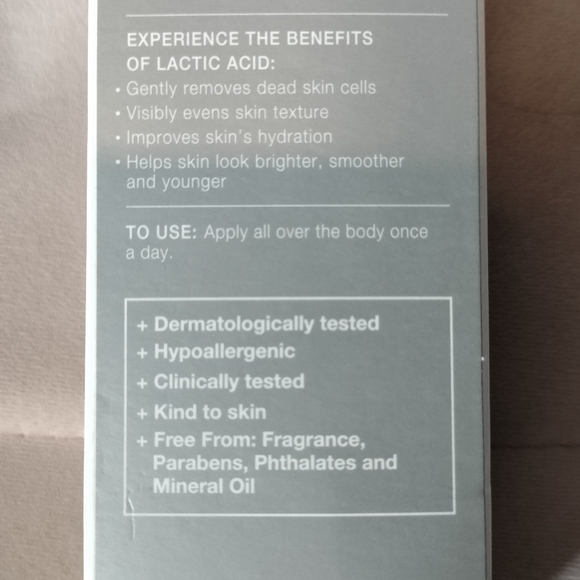 EXPERIENCE THE BENEFITS
OF LACTIC ACID:
• Gently removes dead skin cells
• Visibly evens skin texture
• Improves skin's hydration
• Helps skin look brighter, smoother
and younger
TO USE: Apply all over the body once
a day.
+ Dermatologically tested
+ Hypoallergenic
+ Clinically tested
+ Kind to skin
+ Free From: Fragrance,
Parabens, Phthalates and
Mineral Oil